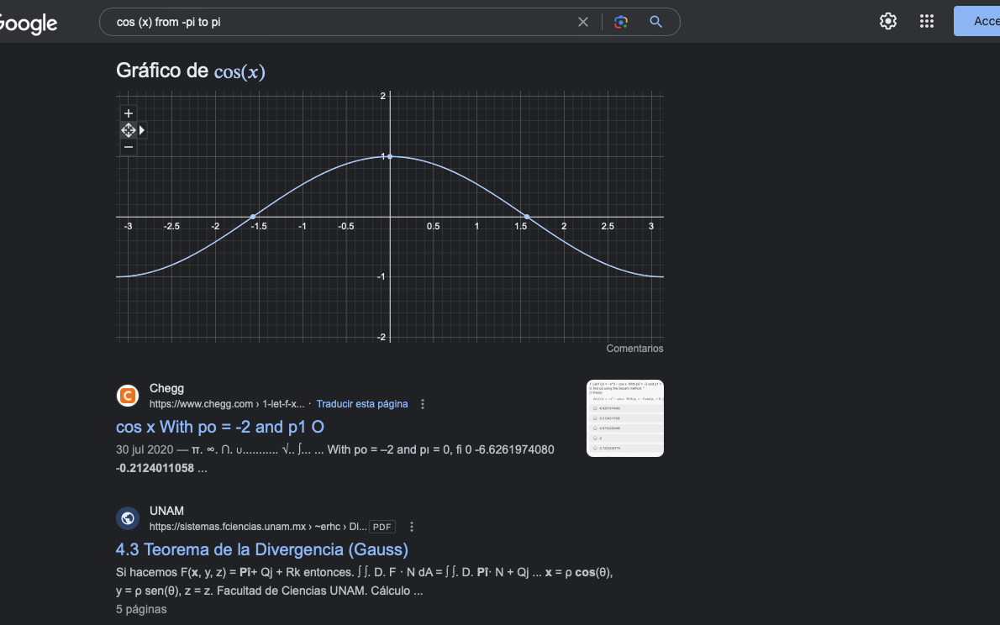 Google
cos (x) from -pi to pi
Acce
Gráfico de cos(x)
2
1
-3 -2.5 -2 -1.5 -1 -0.5 0.5 1 1.5 2 2.5 3
-1
-2
Comentarios
Chegg
https://www.chegg.com › 1-let-f-x... · Traducir esta página
cos x With po = -2 and p1 O
30 jul 2020 — π. ∞. ∩. ∪........... √.. ∫... ... With po = –2 and pı = 0, fi 0 -6.6261974080
-0.2124011058 ...
UNAM
https://sistemas.fciencias.unam.mx › ~erhc › Di... PDF
4.3 Teorema de la Divergencia (Gauss)
Si hacemos F(x, y, z) = Pî+ Qj + Rk entonces. ∫ ∫. D. F · N dA = ∫ ∫. D. Pî· N + Qj ... x = ρ cos(θ),
y = ρ sen(θ), z = z. Facultad de Ciencias UNAM. Cálculo ...
5 páginas